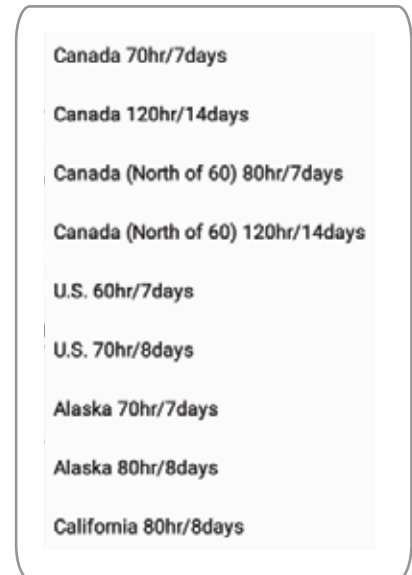 Canada 70hr/7days
Canada 120hr/14days
Canada (North of 60) 80hr/7days
Canada (North of 60) 120hr/14days
U.S. 60hr/7days
U.S. 70hr/8days
Alaska 70hr/7days
Alaska 80hr/8days
California 80hr/8days